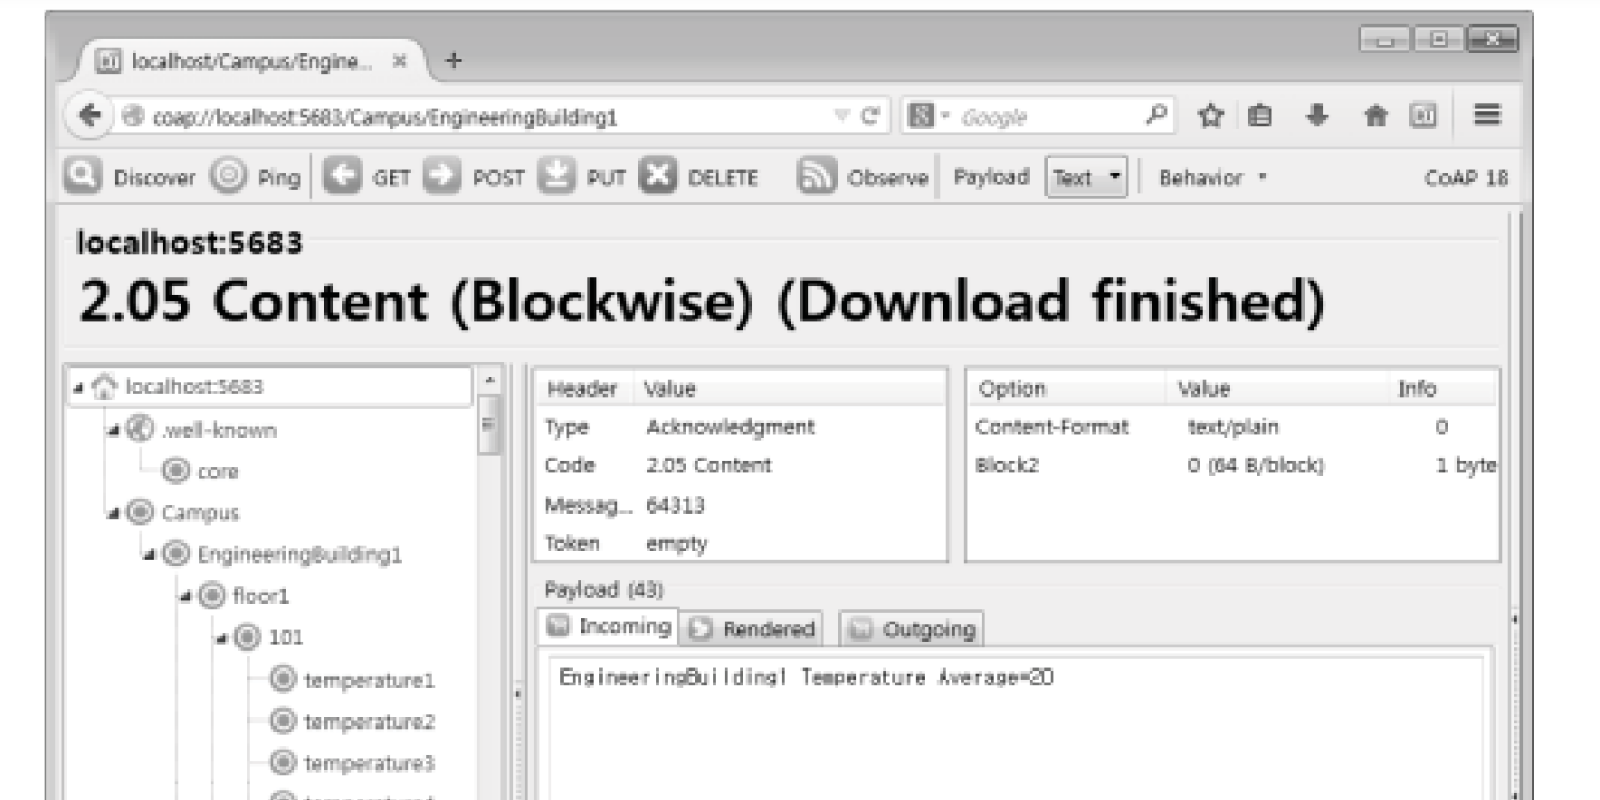 localhost/Campus/Engine...
coap://localhost:5683/Campus/EngineeringBuilding1
Google
Discover Ping GET POST PUT DELETE Observe Payload Text Behavior CoAP 18
localhost:5683
2.05 Content (Blockwise) (Download finished)
localhost:5683
.well-known
core
Campus
EngineeringBuilding1
floor1
101
temperature1
temperature2
temperature3
Header Value
Type Acknowledgment
Code 2.05 Content
Messag... 64313
Token empty
Option Value Info
Content-Format text/plain 0
Block2 0 (64 B/block) 1 byte
Payload (43)
Incoming Rendered Outgoing
EngineeringBuilding1 Temperature Average=20